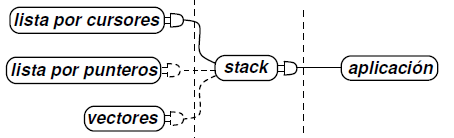 lista por cursores
lista por punteros
stack
aplicación
vectores